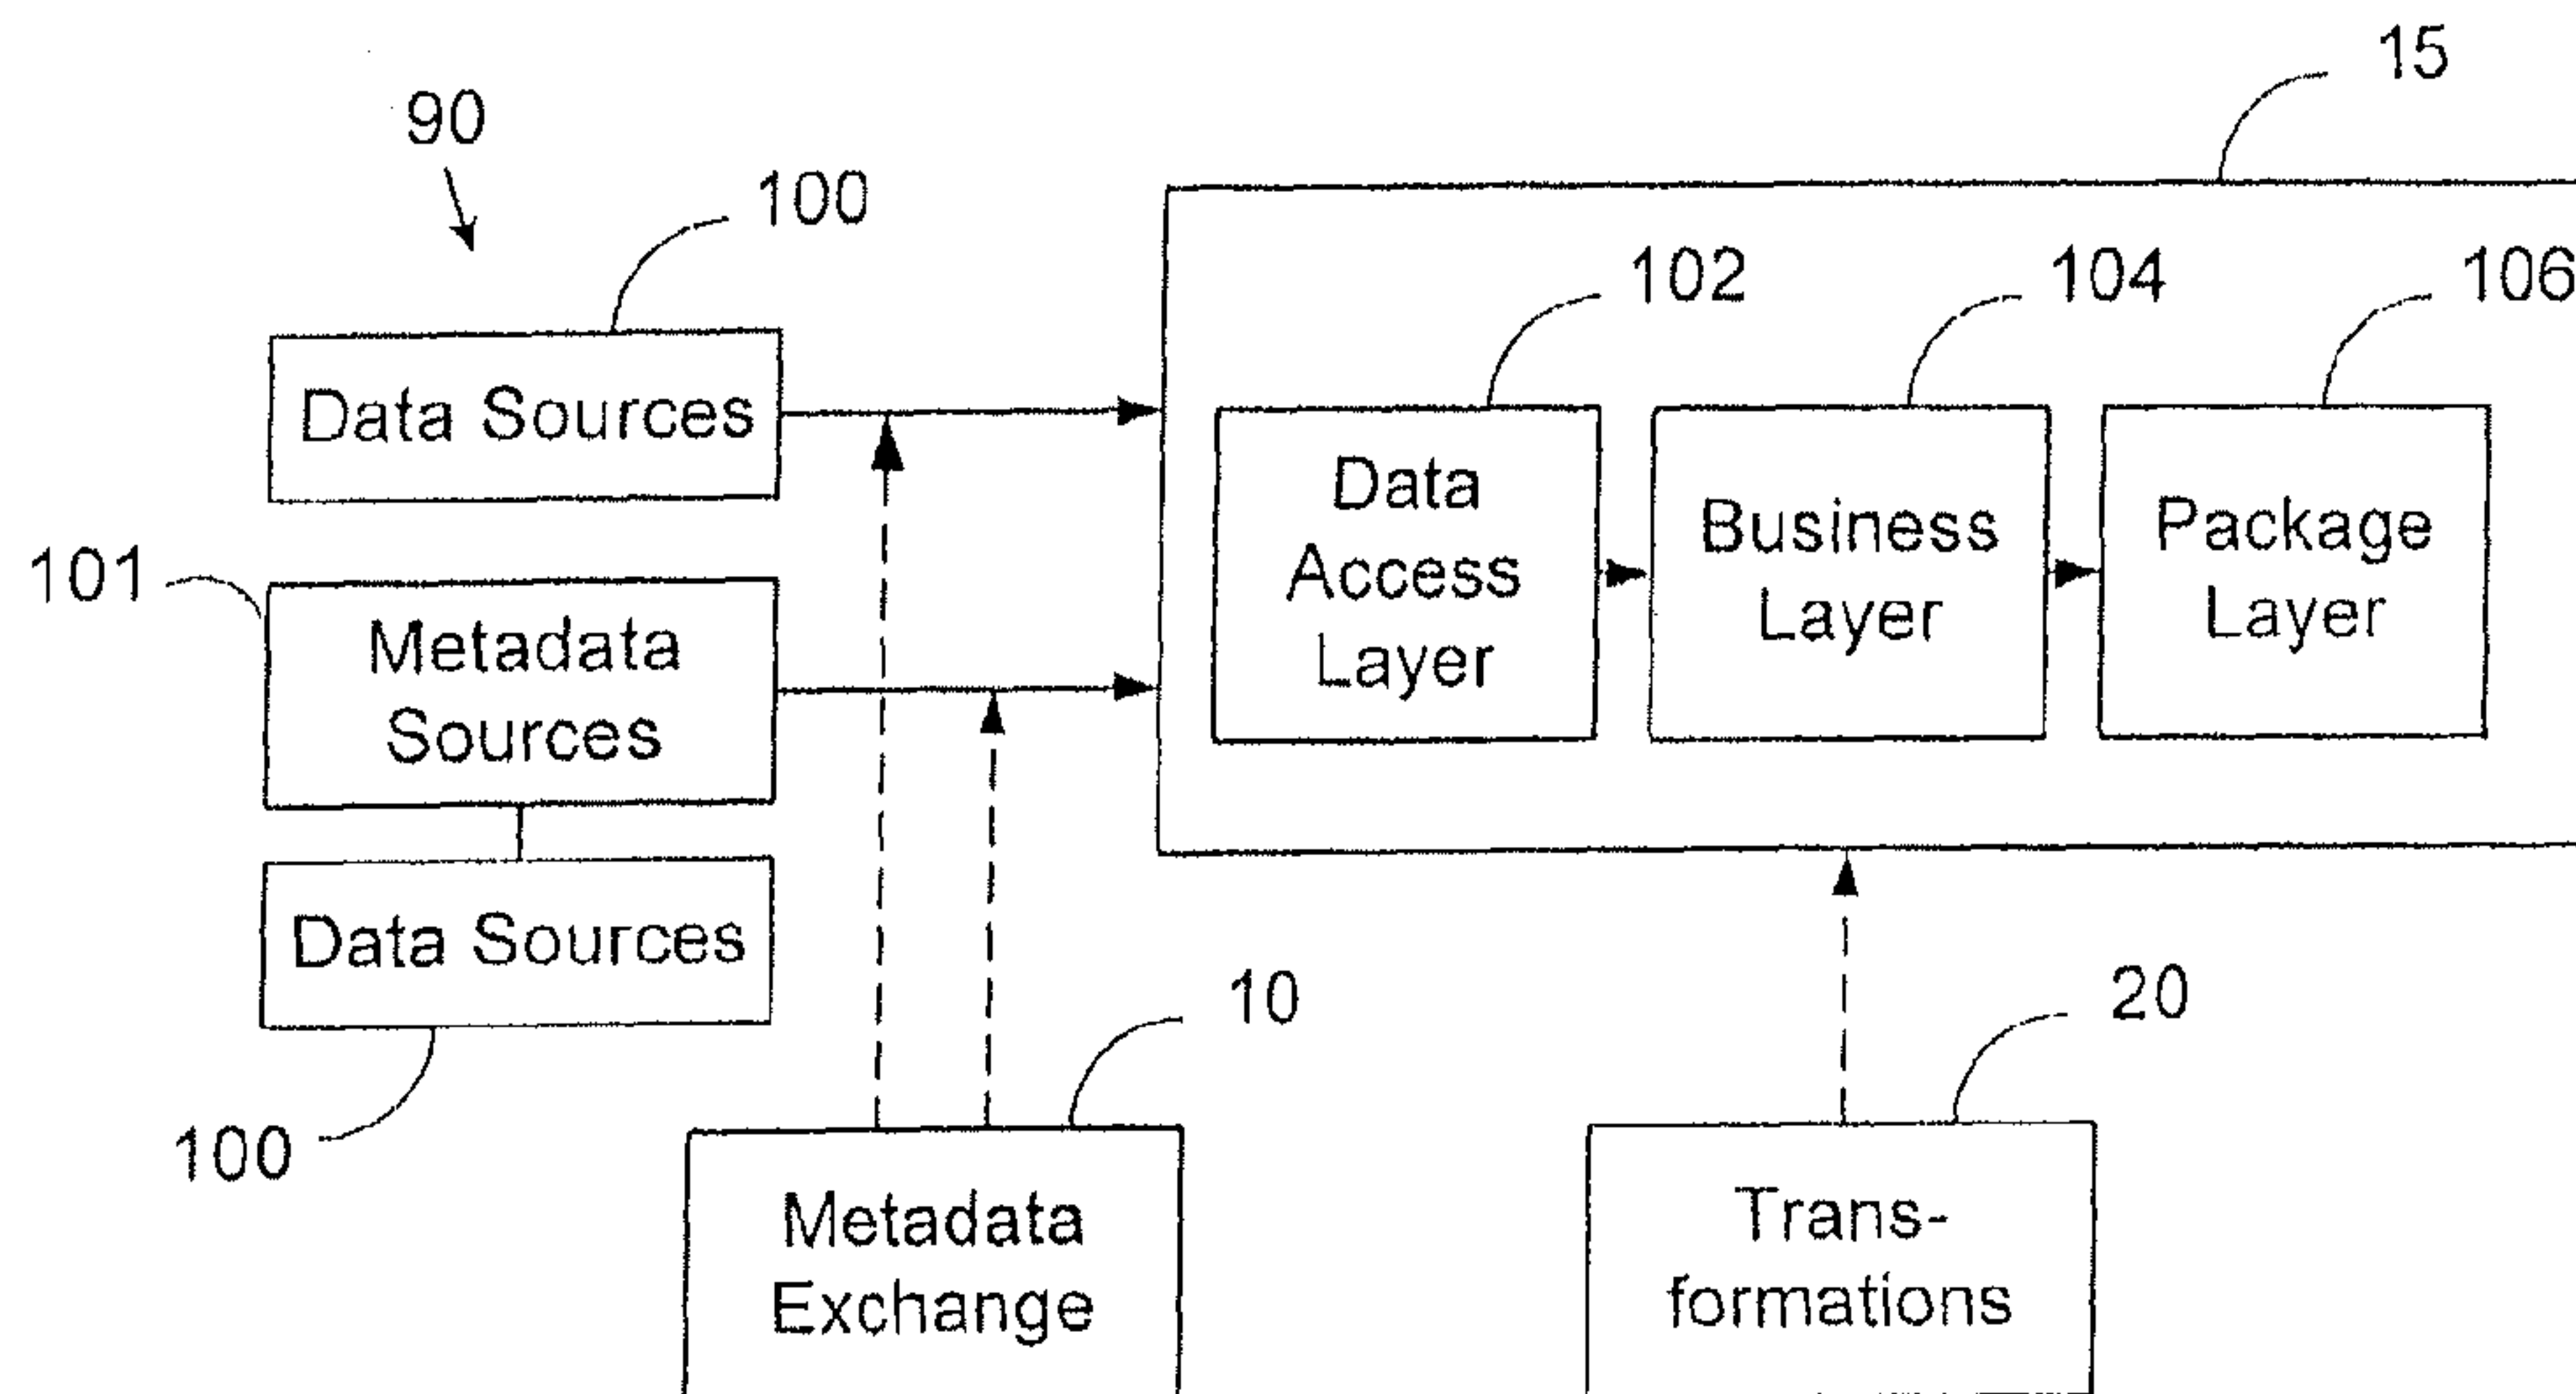 15
90
100
102
104
106
Data Sources
Data
Access
Layer
Business
Layer
Package
Layer
101
Metadata
Sources
Data Sources
100
10
20
Metadata
Exchange
Trans-
formations